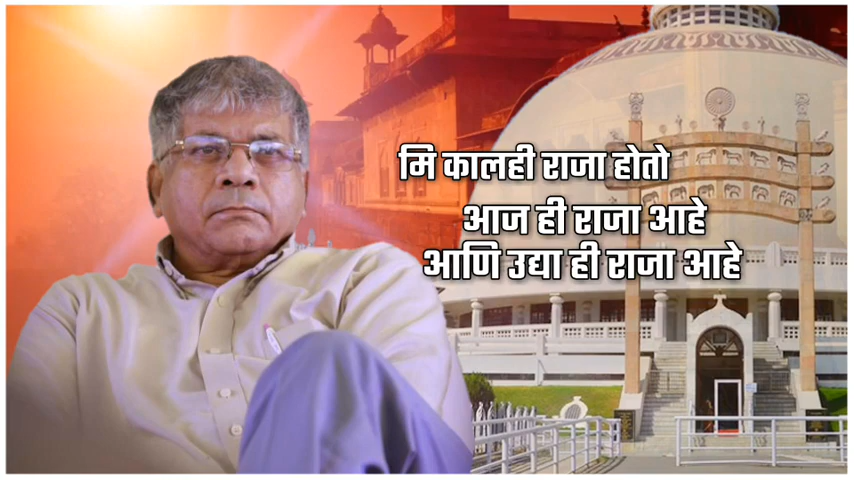 मि कालही राजा होतो
आज ही राजा आहे
आणि उद्या ही राजा आहे